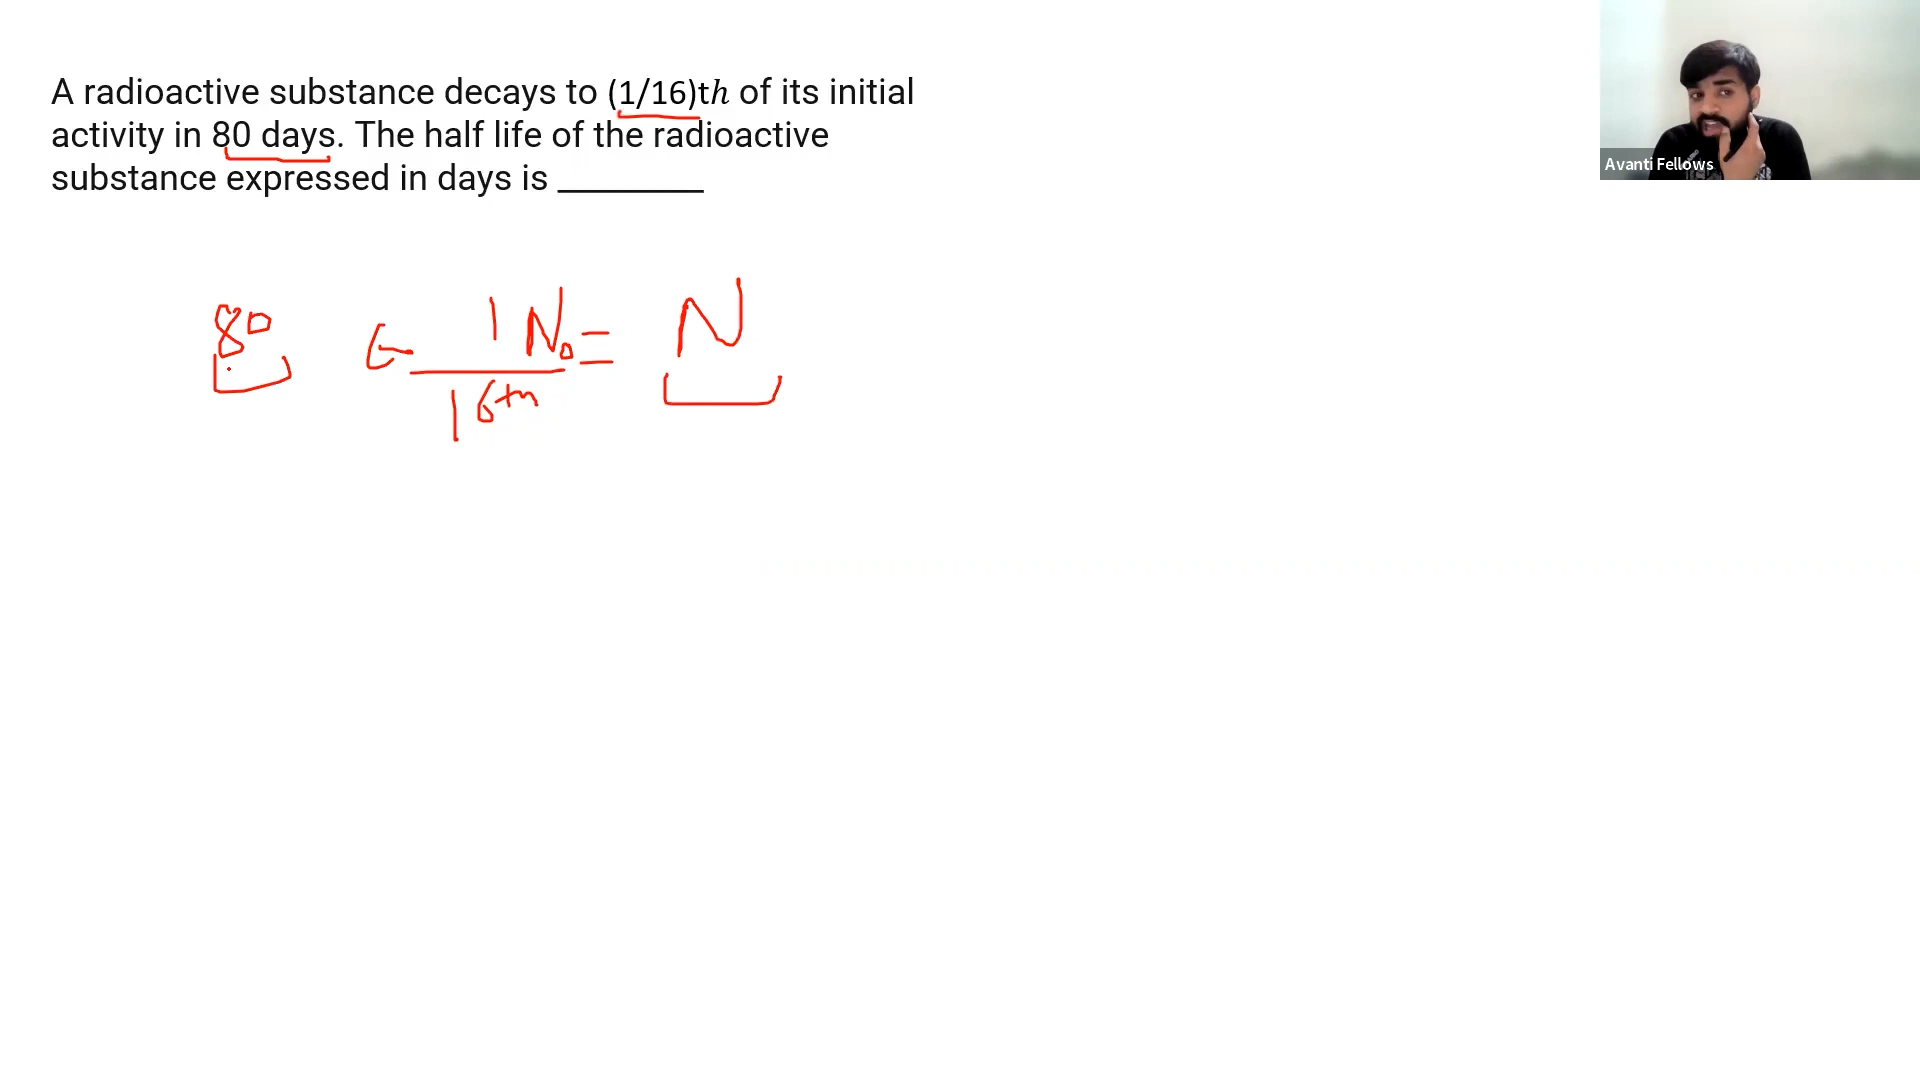 A radioactive substance decays to (1/16)th of its initial
activity in 80 days. The half life of the radioactive
substance expressed in days is ________
Avanti Fellows
80 ← 1 N₀ = N
16th